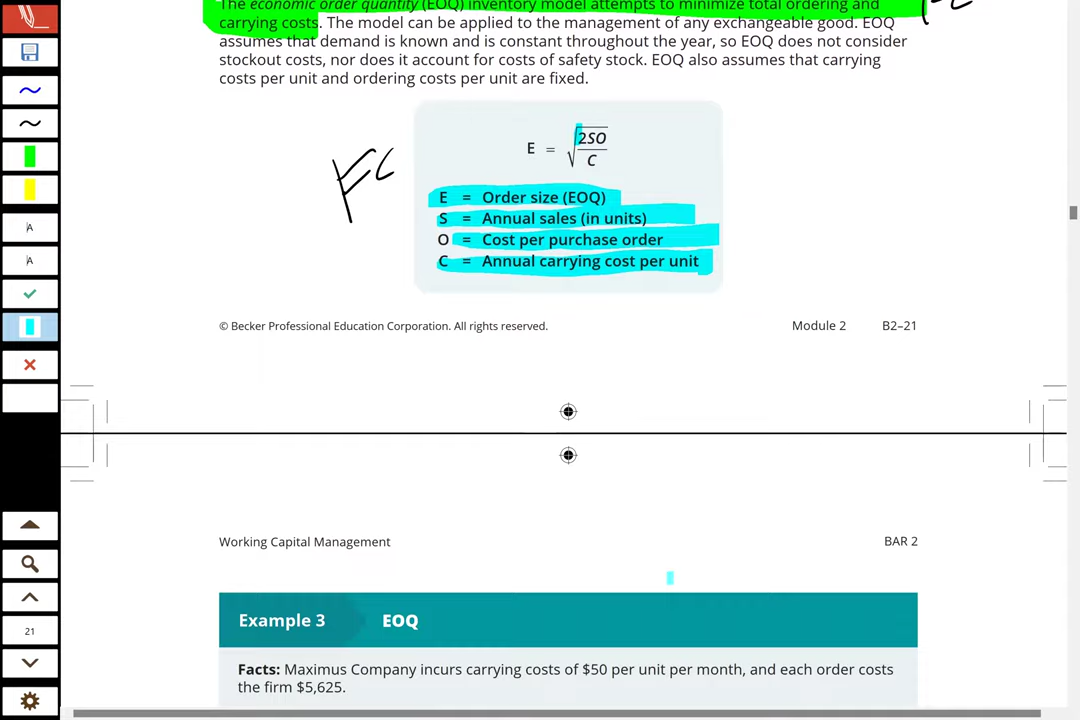 The economic order quantity (EOQ) inventory model attempts to minimize total ordering and
carrying costs. The model can be applied to the management of any exchangeable good. EOQ
assumes that demand is known and is constant throughout the year, so EOQ does not consider
stockout costs, nor does it account for costs of safety stock. EOQ also assumes that carrying
costs per unit and ordering costs per unit are fixed.
FC
E = √2SO
C
E = Order size (EOQ)
S = Annual sales (in units)
O = Cost per purchase order
C = Annual carrying cost per unit
© Becker Professional Education Corporation. All rights reserved. Module 2 B2–21
Working Capital Management BAR 2
Example 3 EOQ
Facts: Maximus Company incurs carrying costs of $50 per unit per month, and each order costs
the firm $5,625.
A
A
21